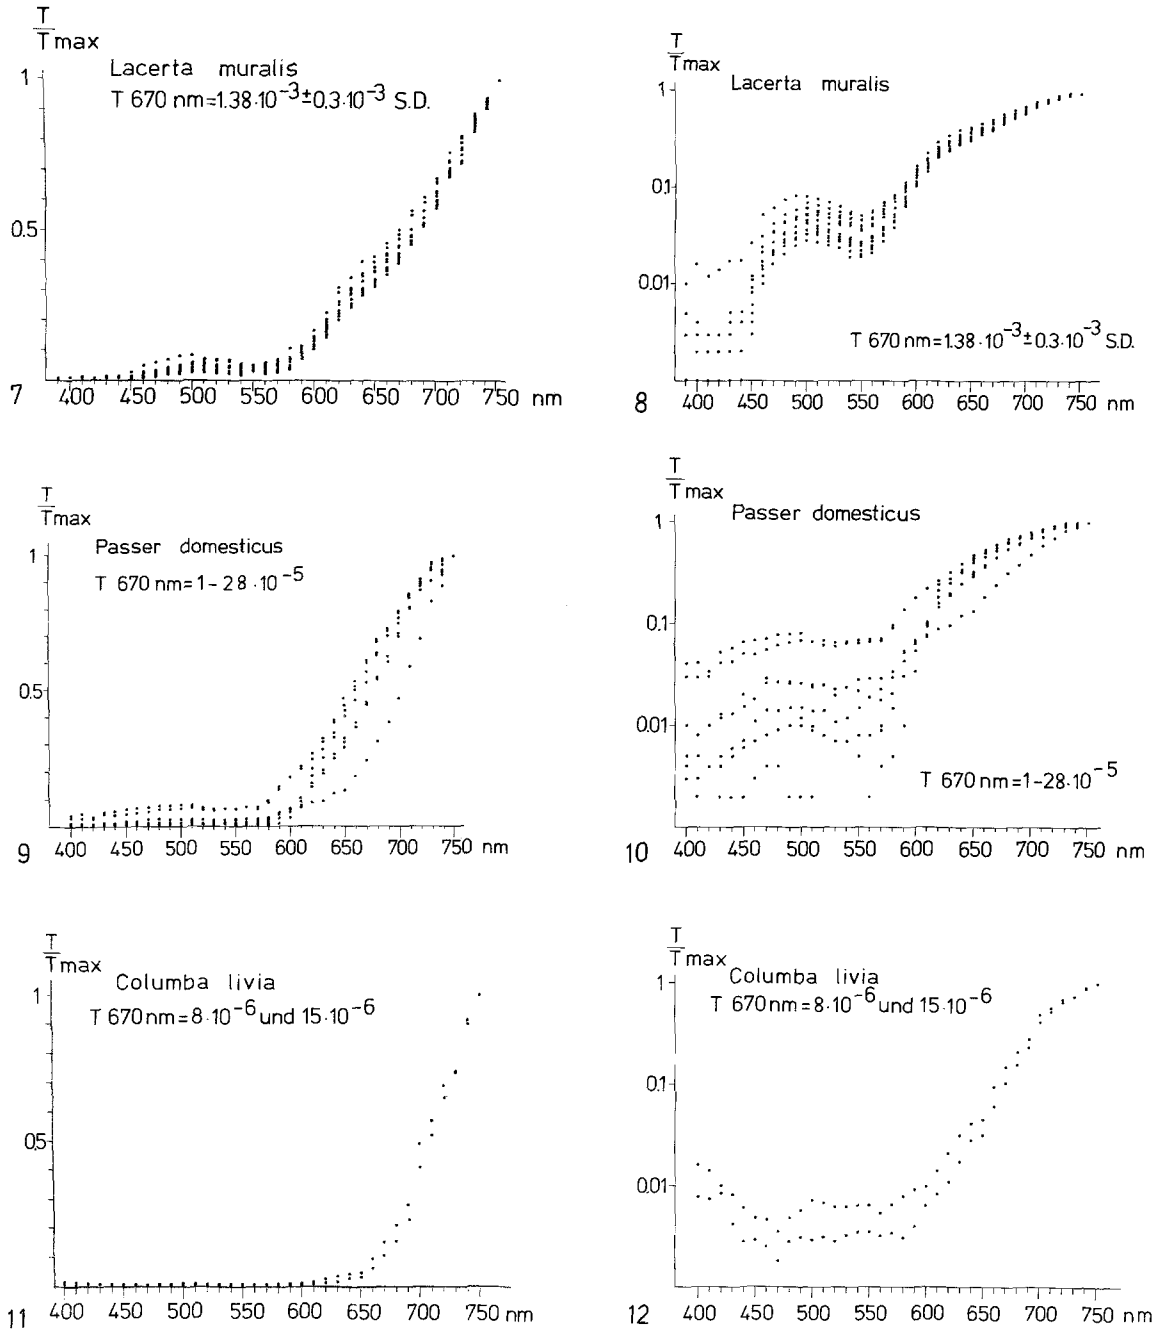 T
Tmax
Lacerta muralis
T 670 nm=1.38·10⁻³±0.3·10⁻³ S.D.
1
0.5
400 450 500 550 600 650 700 750 nm
7
T
Tmax
Lacerta muralis
1
01
0.01
T 670 nm=1.38·10⁻³±0.3·10⁻³ S.D.
400 450 500 550 600 650 700 750 nm
8
T
Tmax
Passer domesticus
T 670 nm=1-28·10⁻⁵
1
0.5
400 450 500 550 600 650 700 750 nm
9
T
Tmax
Passer domesticus
1
0.1
0.01
T 670 nm=1-28·10⁻⁵
400 450 500 550 600 650 700 750 nm
10
T
Tmax
Columba livia
T 670nm=8·10⁻⁶ und 15·10⁻⁶
1
0.5
400 450 500 550 600 650 700 750 nm
11
T
Tmax
Columba livia
T 670nm=8·10⁻⁶ und 15·10⁻⁶
1
0.1
0.01
400 450 500 550 600 650 700 750 nm
12